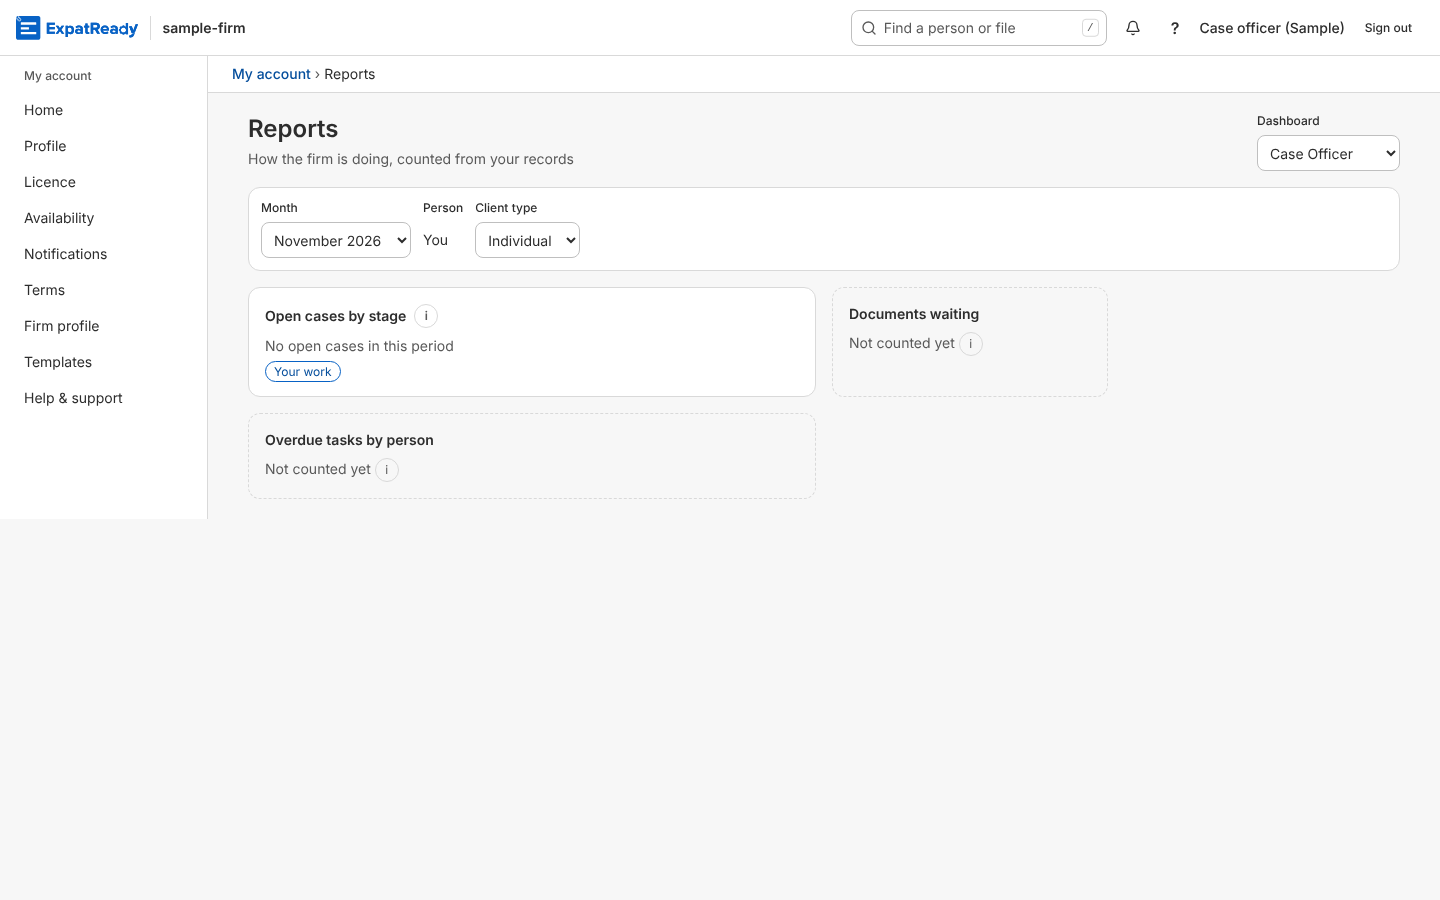 ExpatReady
sample-firm
Find a person or file
/
?
Case officer (Sample)
Sign out
My account
Home
Profile
Licence
Availability
Notifications
Terms
Firm profile
Templates
Help & support
My account › Reports
Reports
How the firm is doing, counted from your records
Dashboard
Case Officer
Month
Person
Client type
November 2026
You
Individual
Open cases by stage i
No open cases in this period
Your work
Documents waiting
Not counted yet i
Overdue tasks by person
Not counted yet i